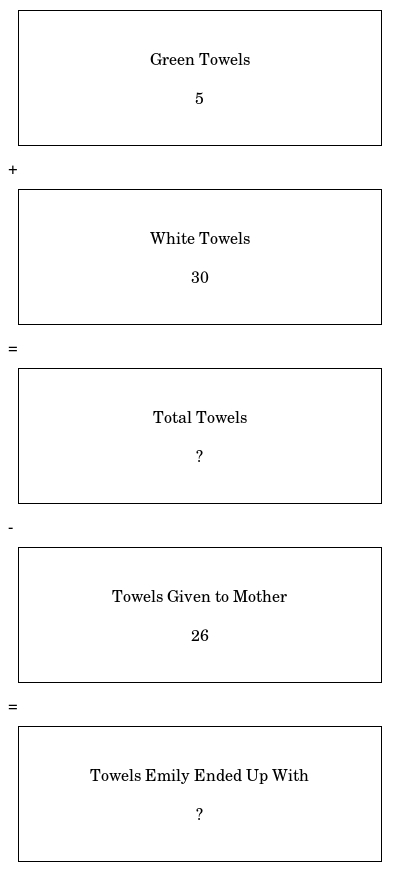 Green Towels
5
+
White Towels
30
=
Total Towels
?
-
Towels Given to Mother
26
=
Towels Emily Ended Up With
?